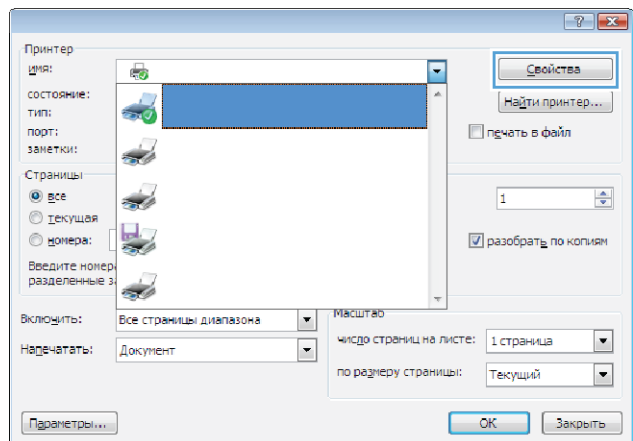 Принтер
имя:
Свойства
состояние:
Найти принтер...
тип:
порт:
печать в файл
заметки:
Страницы
все
1
текущая
номера:
разобрать по копиям
Введите
разделенные
Включить:
Все страницы диапазона
Масштаб
число страниц на листе:
1 страница
Напечатать:
Документ
по размеру страницы:
Текущий
Параметры...
OK
Закрыть